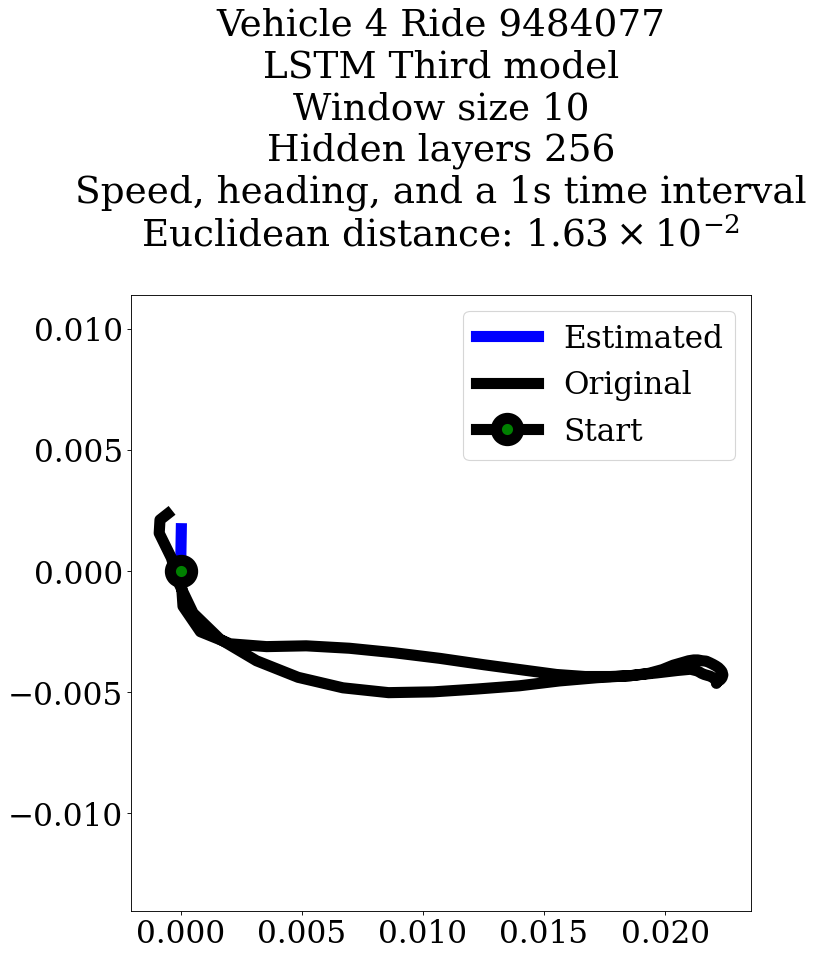 Vehicle 4 Ride 9484077
LSTM Third model
Window size 10
Hidden layers 256
Speed, heading, and a 1s time interval
Euclidean distance: 1.63 × 10⁻²
Estimated
Original
Start
0.010
0.005
0.000
−0.005
−0.010
0.000 0.005 0.010 0.015 0.020